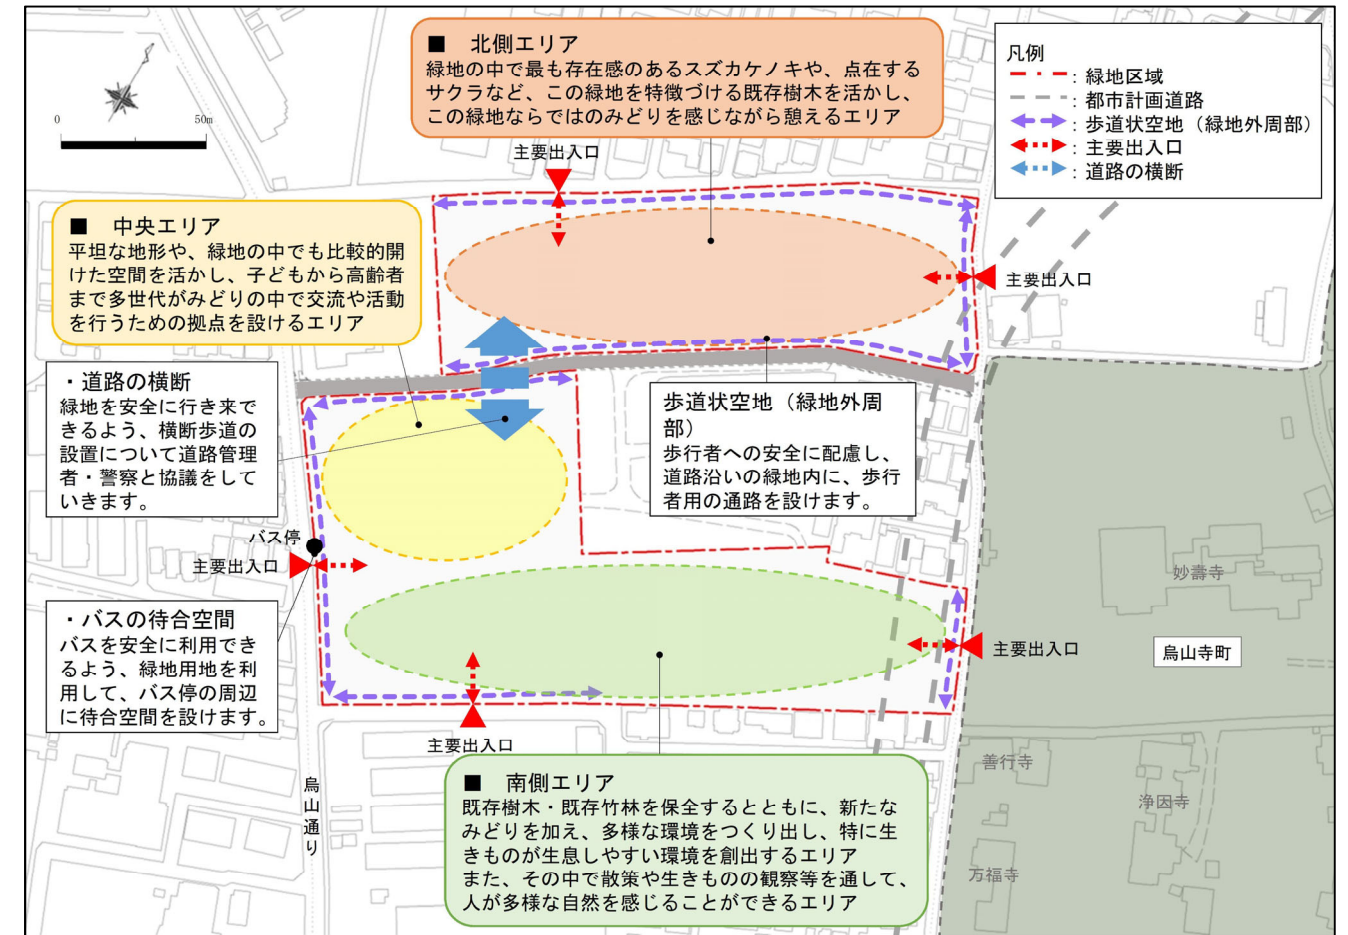 ■ 北側エリア
緑地の中で最も存在感のあるスズカケノキや、点在する
サクラなど、この緑地を特徴づける既存樹木を活かし、
この緑地ならではのみどりを感じながら憩えるエリア
凡例
：緑地区域
：都市計画道路
：歩道状空地（緑地外周部）
：主要出入口
：道路の横断
0 50m
主要出入口
■ 中央エリア
平坦な地形や、緑地の中でも比較的開
けた空間を活かし、子どもから高齢者
まで多世代がみどりの中で交流や活動
を行うための拠点を設けるエリア
主要出入口
・道路の横断
緑地を安全に行き来で
きるよう、横断歩道の
設置について道路管理
者・警察と協議をして
いきます。
歩道状空地（緑地外周
部）
歩行者への安全に配慮し、
道路沿いの緑地内に、歩行
者用の通路を設けます。
バス停
主要出入口
妙壽寺
・バスの待合空間
バスを安全に利用でき
るよう、緑地用地を利
用して、バス停の周辺
に待合空間を設けます。
主要出入口
烏山寺町
主要出入口
烏山通り
■ 南側エリア
既存樹木・既存竹林を保全するとともに、新たな
みどりを加え、多様な環境をつくり出し、特に生
きものが生息しやすい環境を創出するエリア
また、その中で散策や生きものの観察等を通して、
人が多様な自然を感じることができるエリア
善行寺
浄因寺
万福寺